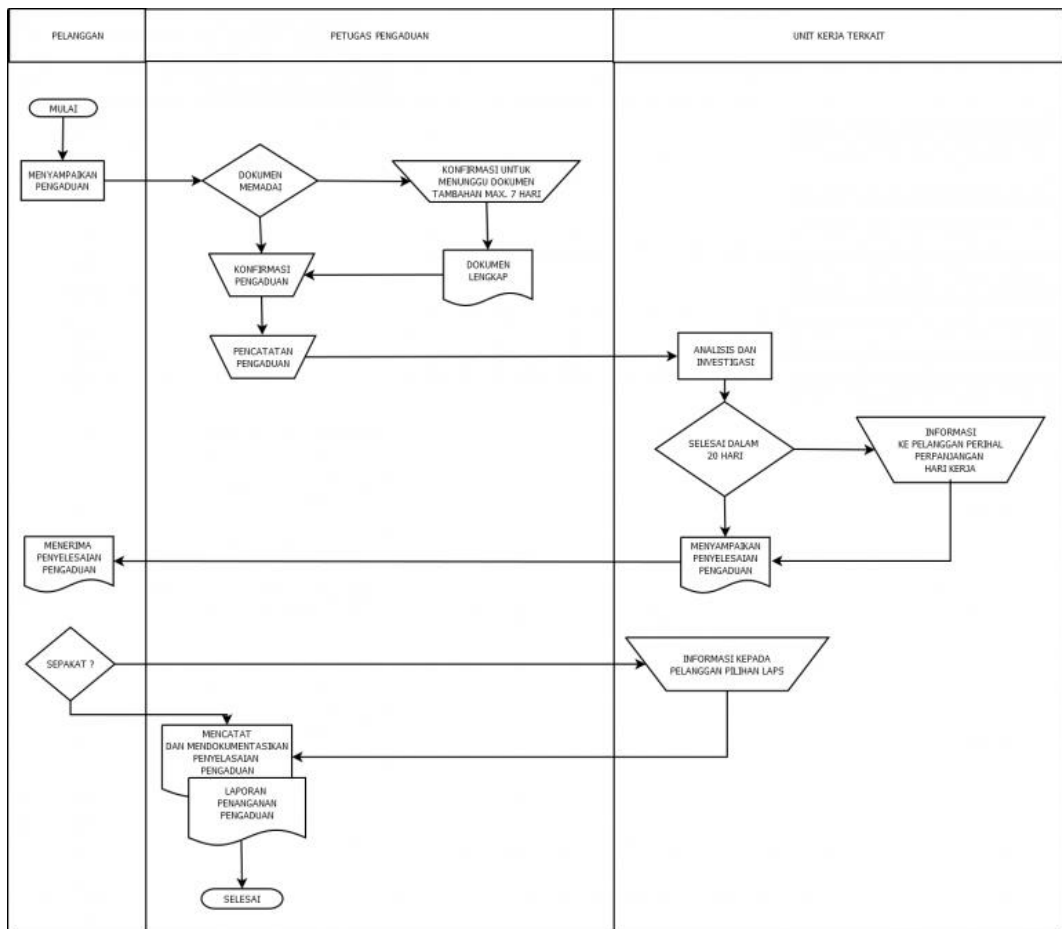 PELANGGAN
PETUGAS PENGADUAN
UNIT KERJA TERKAIT
MULAI
MENYAMPAIKAN
PENGADUAN
DOKUMEN
MEMADAI
KONFIRMASI UNTUK
MENUNGGU DOKUMEN
TAMBAHAN MAX. 7 HARI
KONFIRMASI
PENGADUAN
DOKUMEN
LENGKAP
PENCATATAN
PENGADUAN
ANALISIS DAN
INVESTIGASI
SELESAI DALAM
20 HARI
INFORMASI
KE PELANGGAN PERIHAL
PERPANJANGAN
HARI KERJA
MENERIMA
PENYELESAIAN
PENGADUAN
MENYAMPAIKAN
PENYELESAIAN
PENGADUAN
SEPAKAT ?
INFORMASI KEPADA
PELANGGAN PILIHAN LAPS
MENCATAT
DAN MENDOKUMENTASIKAN
PENYELASAIAN
PENGADUAN
LAPORAN
PENANGANAN
PENGADUAN
SELESAI